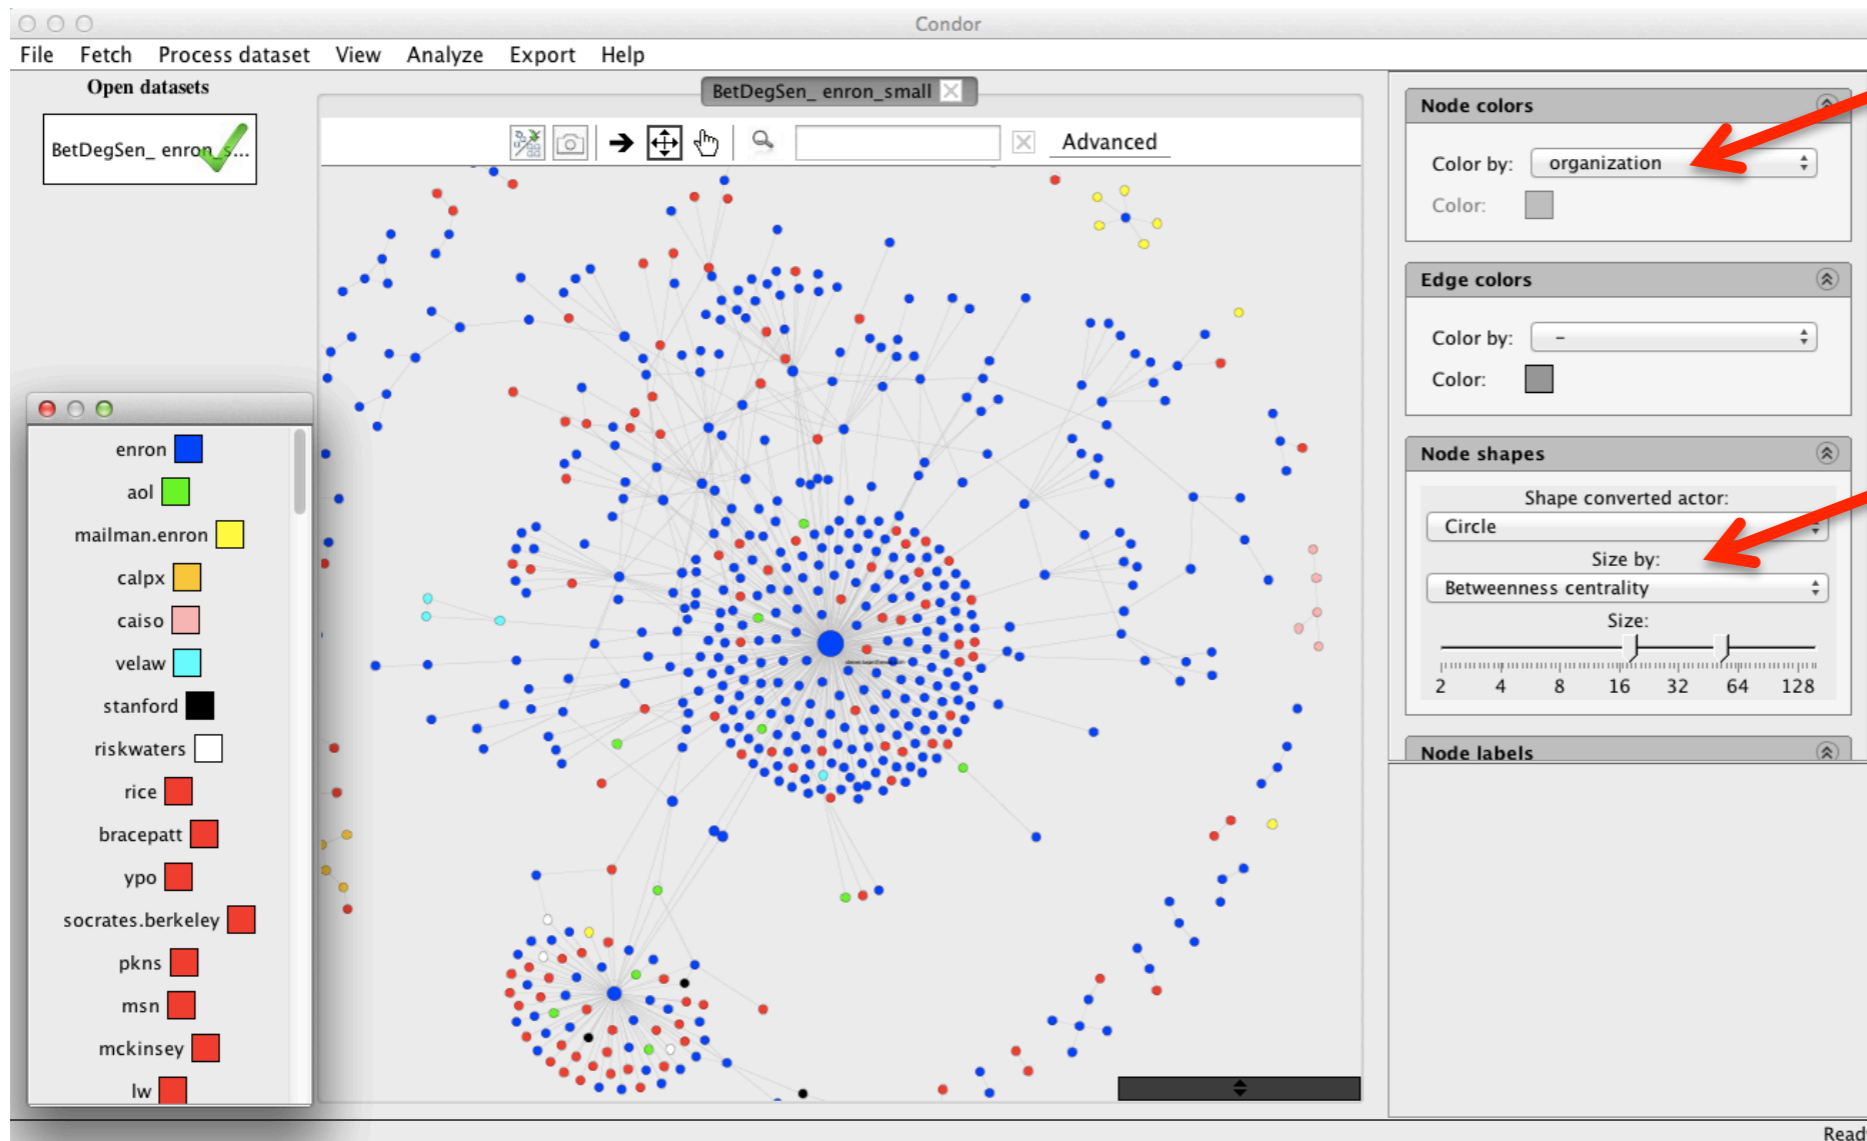 Condor
File Fetch Process dataset View Analyze Export Help
Open datasets
BetDegSen_ enron_s...
BetDegSen_ enron_small
Advanced
enron
aol
mailman.enron
calpx
caiso
velaw
stanford
riskwaters
rice
bracepatt
ypo
socrates.berkeley
pkns
msn
mckinsey
lw
Node colors
Color by: organization
Color:
Edge colors
Color by: -
Color:
Node shapes
Shape converted actor:
Circle
Size by:
Betweenness centrality
Size:
2 4 8 16 32 64 128
Node labels
Read